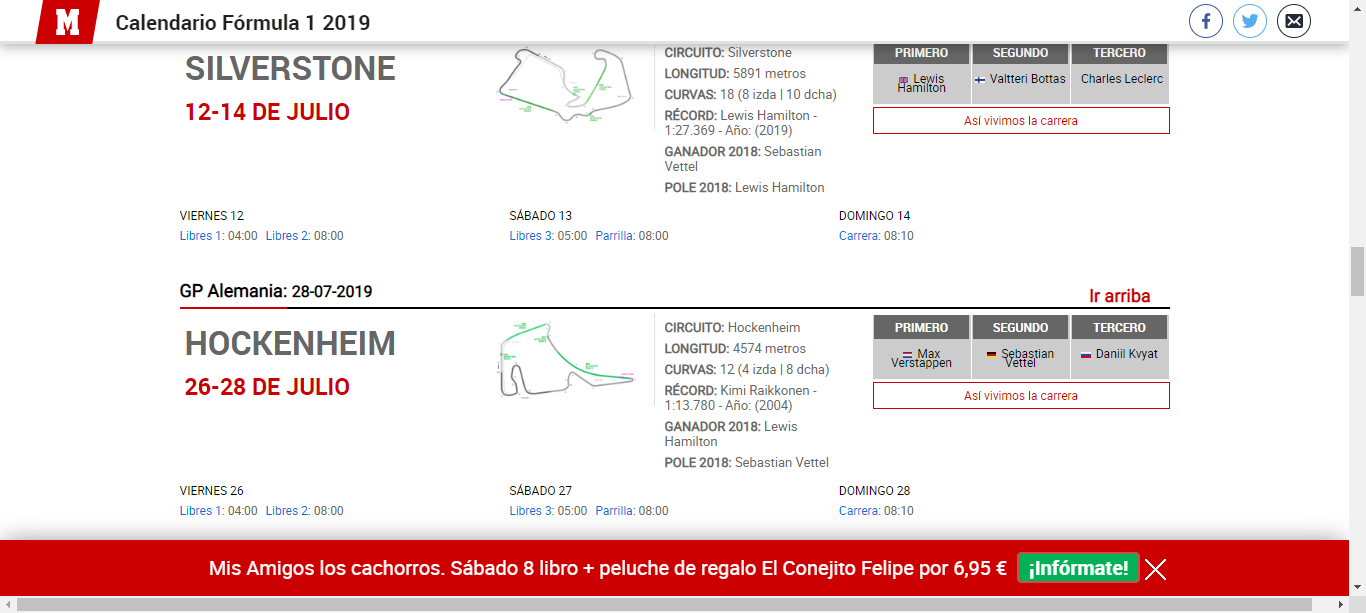 M Calendario Fórmula 1 2019
SILVERSTONE
12-14 DE JULIO
CIRCUITO: Silverstone
LONGITUD: 5891 metros
CURVAS: 18 (8 izda | 10 dcha)
RÉCORD: Lewis Hamilton -
1:27.369 - Año: (2019)
GANADOR 2018: Sebastian
Vettel
POLE 2018: Lewis Hamilton
PRIMERO SEGUNDO TERCERO
Lewis Hamilton Valtteri Bottas Charles Leclerc
Así vivimos la carrera
VIERNES 12
Libres 1: 04:00 Libres 2: 08:00
SÁBADO 13
Libres 3: 05:00 Parrilla: 08:00
DOMINGO 14
Carrera: 08:10
GP Alemania: 28-07-2019
Ir arriba
HOCKENHEIM
26-28 DE JULIO
CIRCUITO: Hockenheim
LONGITUD: 4574 metros
CURVAS: 12 (4 izda | 8 dcha)
RÉCORD: Kimi Raikkonen -
1:13.780 - Año: (2004)
GANADOR 2018: Lewis
Hamilton
POLE 2018: Sebastian Vettel
PRIMERO SEGUNDO TERCERO
Max Verstappen Sebastian Vettel Daniil Kvyat
Así vivimos la carrera
VIERNES 26
Libres 1: 04:00 Libres 2: 08:00
SÁBADO 27
Libres 3: 05:00 Parrilla: 08:00
DOMINGO 28
Carrera: 08:10
Mis Amigos los cachorros. Sábado 8 libro + peluche de regalo El Conejito Felipe por 6,95 € ¡Infórmate!